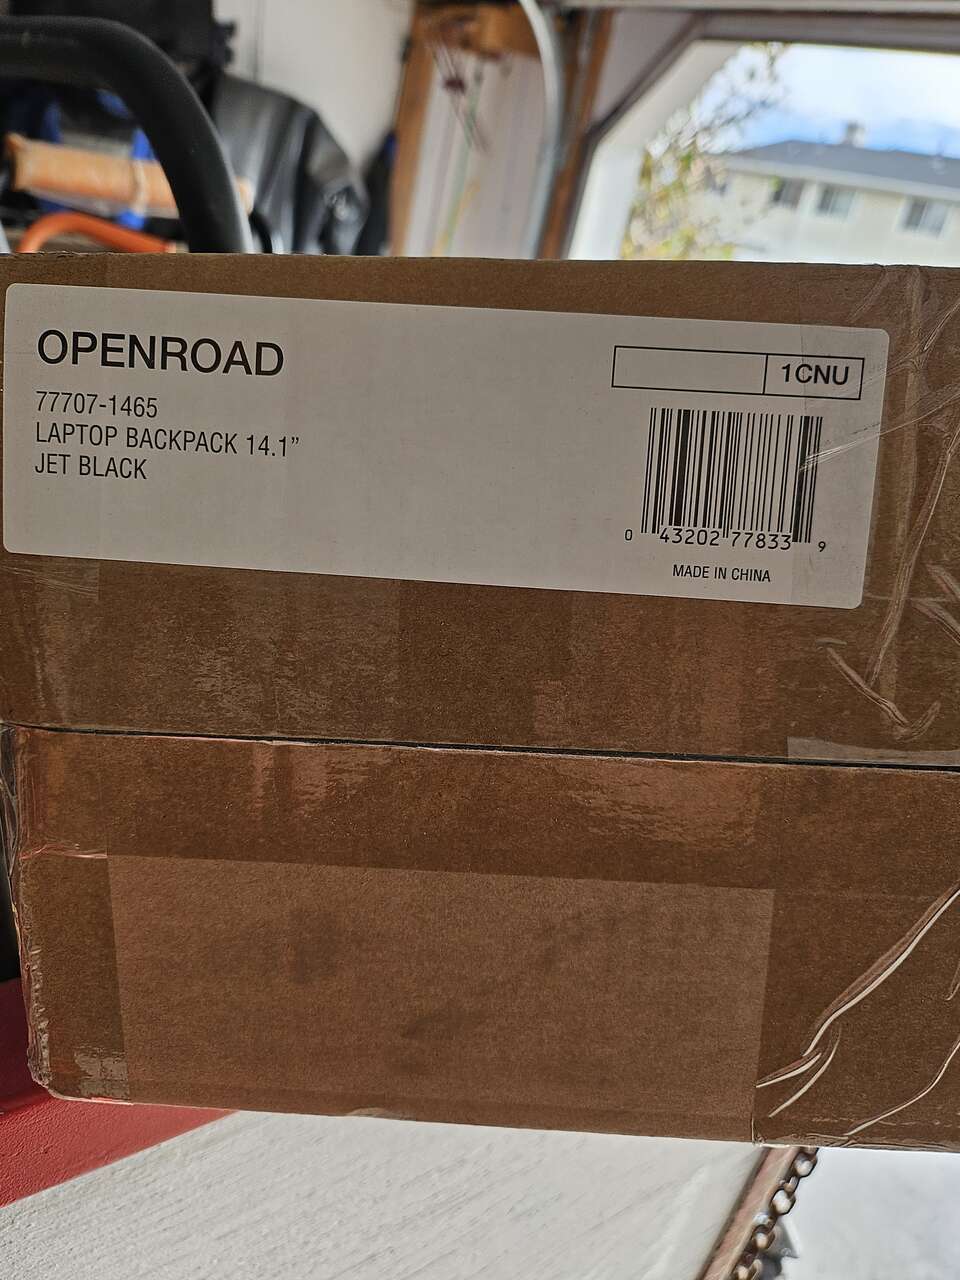 OPENROAD
77707-1465
LAPTOP BACKPACK 14.1”
JET BLACK
1CNU
0 43202 77833 9
MADE IN CHINA